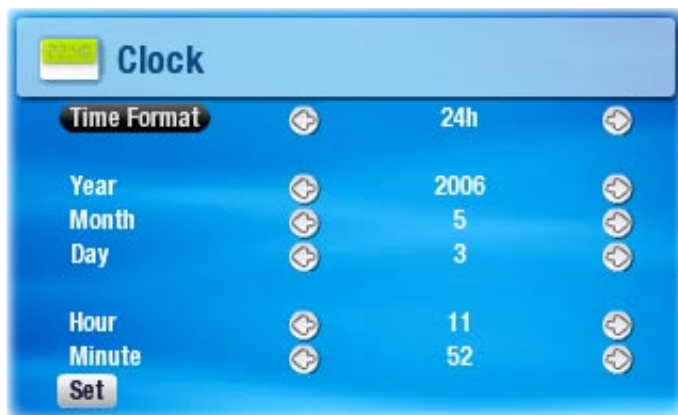 Clock
Time Format 24h
Year 2006
Month 5
Day 3
Hour 11
Minute 52
Set